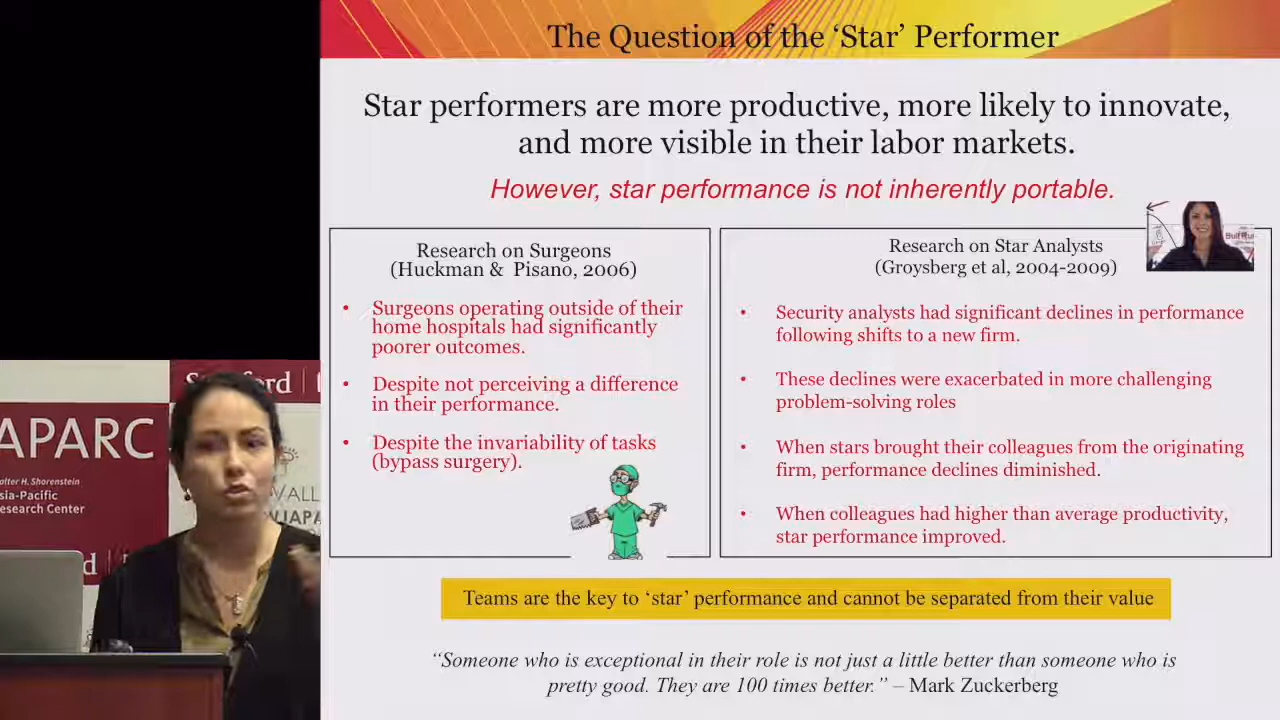 The Question of the ‘Star’ Performer
Star performers are more productive, more likely to innovate,
and more visible in their labor markets.
However, star performance is not inherently portable.
Research on Surgeons
(Huckman & Pisano, 2006)
• Surgeons operating outside of their
home hospitals had significantly
poorer outcomes.
• Despite not perceiving a difference
in their performance.
• Despite the invariability of tasks
(bypass surgery).
Research on Star Analysts
(Groysberg et al, 2004-2009)
• Security analysts had significant declines in performance
following shifts to a new firm.
• These declines were exacerbated in more challenging
problem-solving roles
• When stars brought their colleagues from the originating
firm, performance declines diminished.
• When colleagues had higher than average productivity,
star performance improved.
Teams are the key to ‘star’ performance and cannot be separated from their value
“Someone who is exceptional in their role is not just a little better than someone who is
pretty good. They are 100 times better.” – Mark Zuckerberg
APARC
alter H. Shorenstein
sia-Pacific
esearch Center